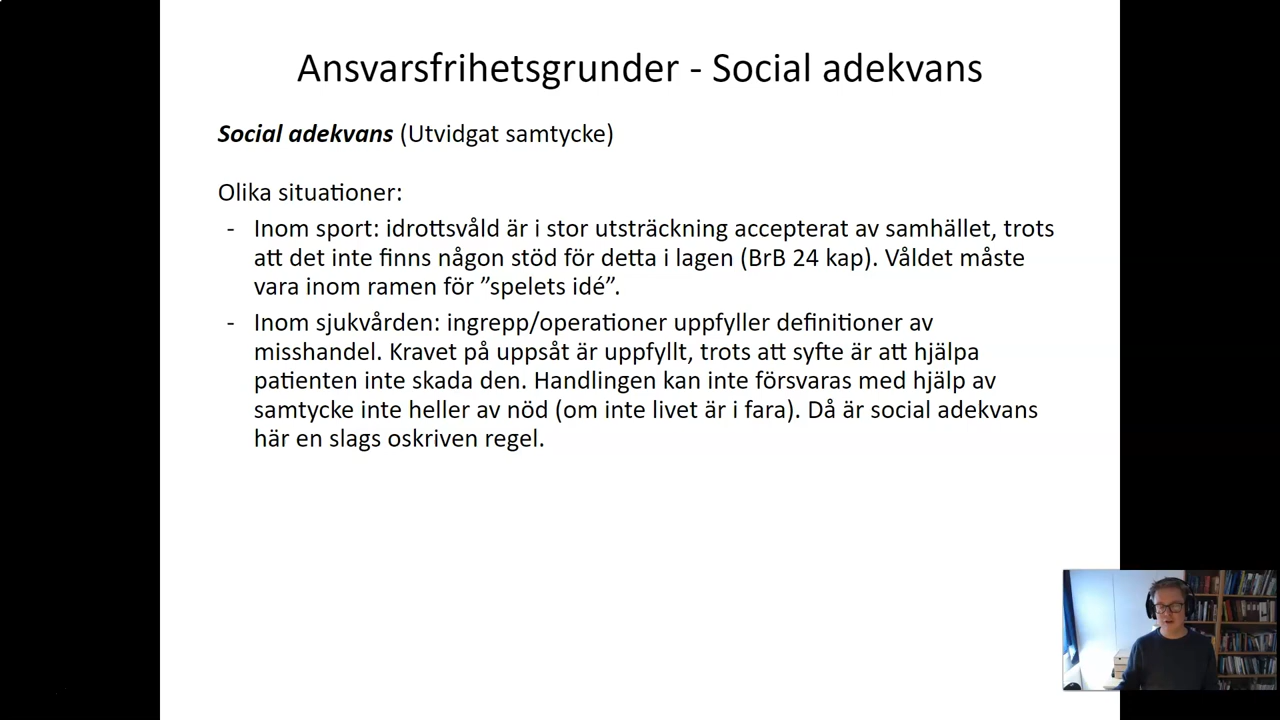 Ansvarsfrihetsgrunder - Social adekvans
Social adekvans (Utvidgat samtycke)
Olika situationer:
- Inom sport: idrottsvåld är i stor utsträckning accepterat av samhället, trots
att det inte finns någon stöd för detta i lagen (BrB 24 kap). Våldet måste
vara inom ramen för ”spelets idé”.
- Inom sjukvården: ingrepp/operationer uppfyller definitioner av
misshandel. Kravet på uppsåt är uppfyllt, trots att syfte är att hjälpa
patienten inte skada den. Handlingen kan inte försvaras med hjälp av
samtycke inte heller av nöd (om inte livet är i fara). Då är social adekvans
här en slags oskriven regel.